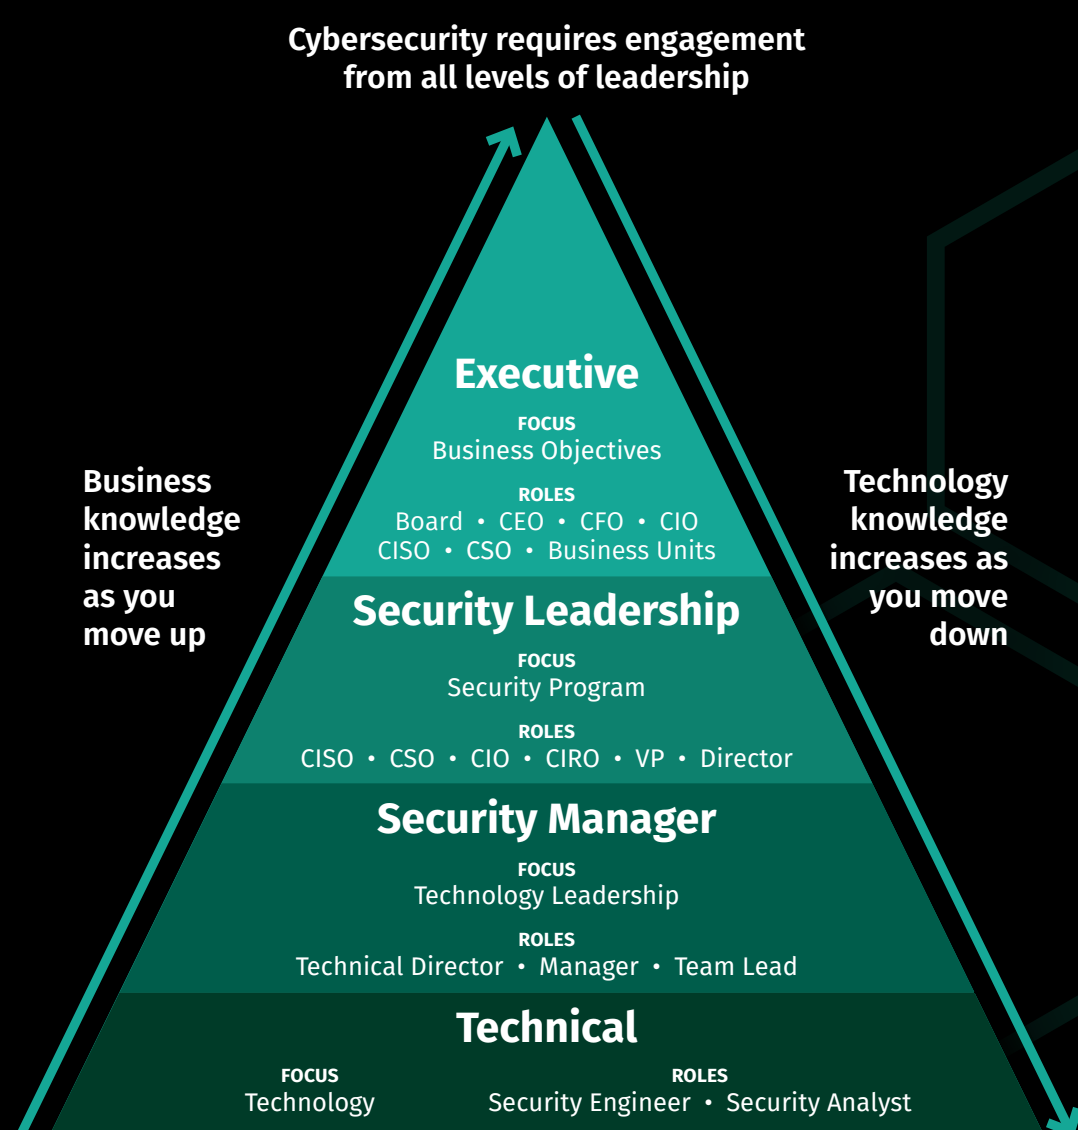 Cybersecurity requires engagement
from all levels of leadership
Business
knowledge
increases
as you
move up
Technology
knowledge
increases as
you move
down
Executive
FOCUS
Business Objectives
ROLES
Board • CEO • CFO • CIO
CISO • CSO • Business Units
Security Leadership
FOCUS
Security Program
ROLES
CISO • CSO • CIO • CIRO • VP • Director
Security Manager
FOCUS
Technology Leadership
ROLES
Technical Director • Manager • Team Lead
Technical
FOCUS
Technology
ROLES
Security Engineer • Security Analyst